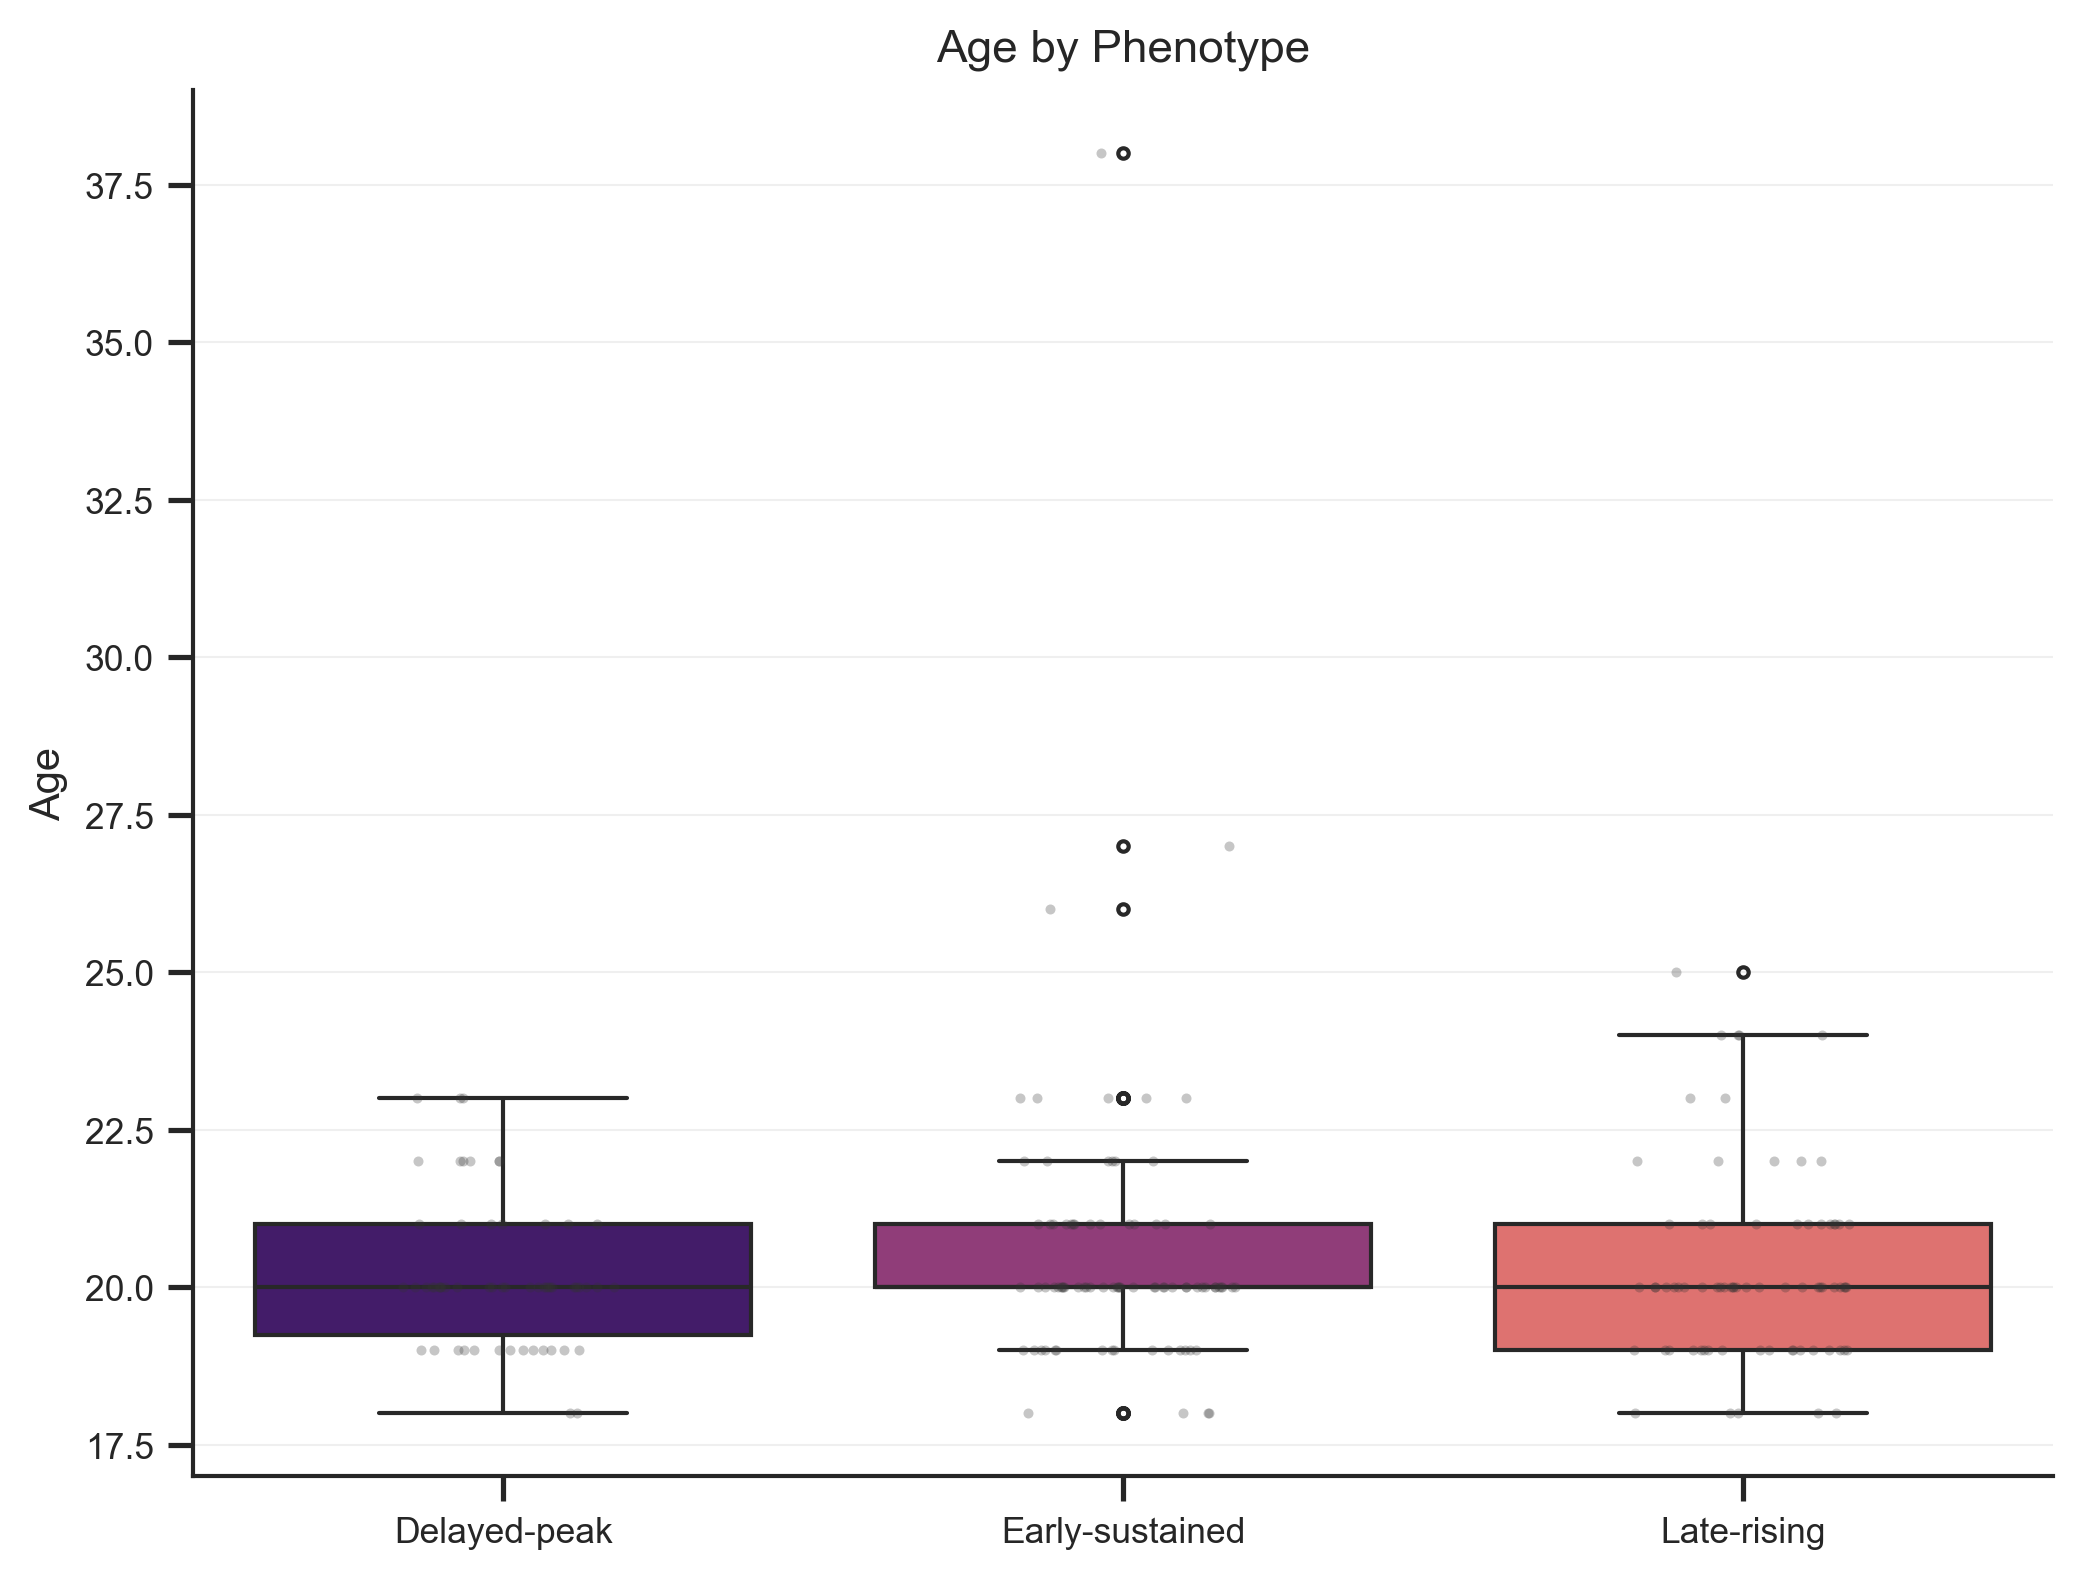 Age by Phenotype
37.5
35.0
32.5
30.0
27.5
25.0
22.5
20.0
17.5
Age
Delayed-peak
Early-sustained
Late-rising